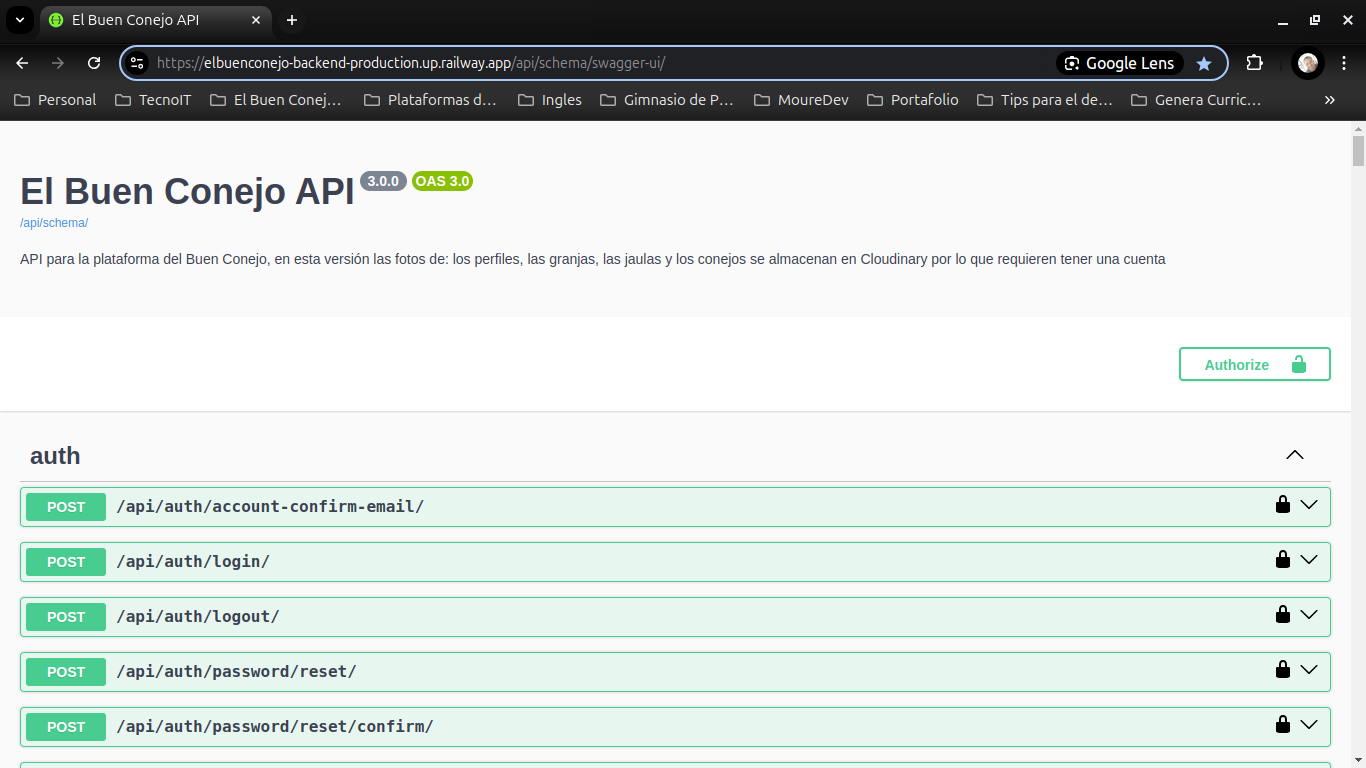 El Buen Conejo API
https://elbuenconejo-backend-production.up.railway.app/api/schema/swagger-ui/ Google Lens
Personal TecnoIT El Buen Conej… Plataformas d… Ingles Gimnasio de P… MoureDev Portafolio Tips para el de… Genera Curric… »
El Buen Conejo API 3.0.0 OAS 3.0
/api/schema/
API para la plataforma del Buen Conejo, en esta versión las fotos de: los perfiles, las granjas, las jaulas y los conejos se almacenan en Cloudinary por lo que requieren tener una cuenta
Authorize
auth
POST /api/auth/account-confirm-email/
POST /api/auth/login/
POST /api/auth/logout/
POST /api/auth/password/reset/
POST /api/auth/password/reset/confirm/